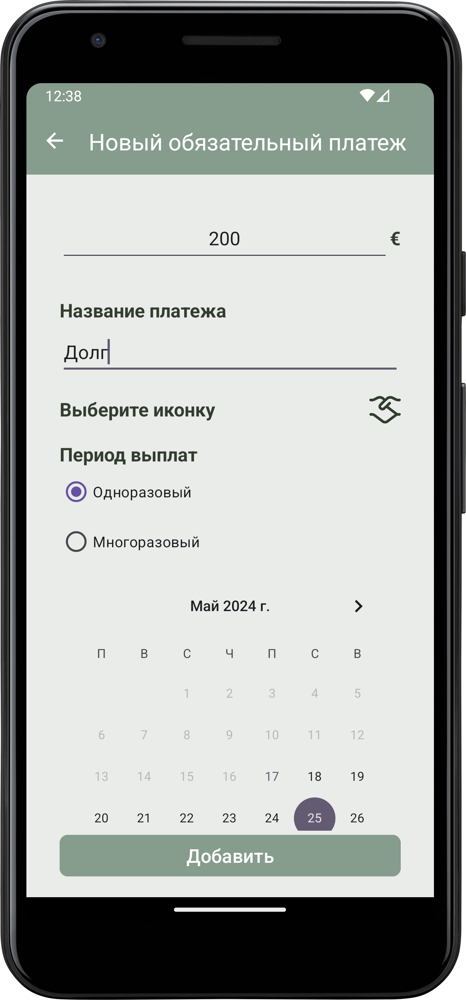 12:38
Новый обязательный платеж
200 €
Название платежа
Долг
Выберите иконку
Период выплат
Одноразовый
Многоразовый
Май 2024 г.
П В С Ч П С В
1 2 3 4 5
6 7 8 9 10 11 12
13 14 15 16 17 18 19
20 21 22 23 24 25 26
Добавить